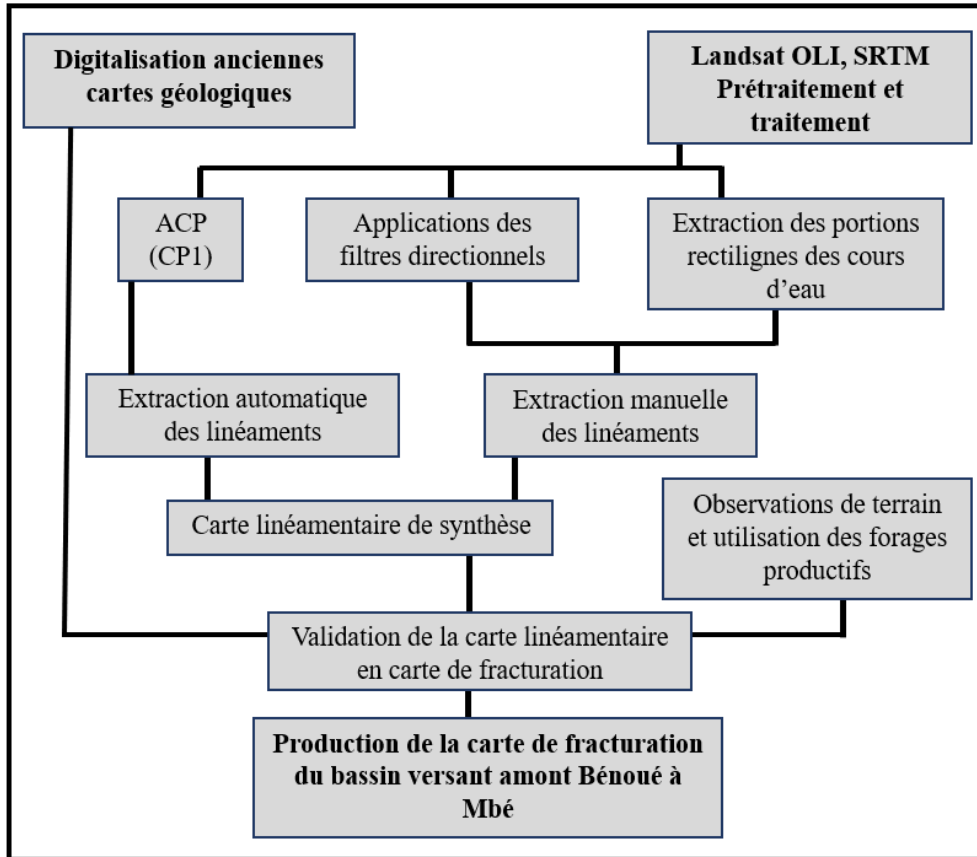 Digitalisation anciennes
cartes géologiques
Landsat OLI, SRTM
Prétraitement et
traitement
ACP
(CP1)
Applications des
filtres directionnels
Extraction des portions
rectilignes des cours
d’eau
Extraction automatique
des linéaments
Extraction manuelle
des linéaments
Carte linéamentaire de synthèse
Observations de terrain
et utilisation des forages
productifs
Validation de la carte linéamentaire
en carte de fracturation
Production de la carte de fracturation
du bassin versant amont Bénoué à
Mbé